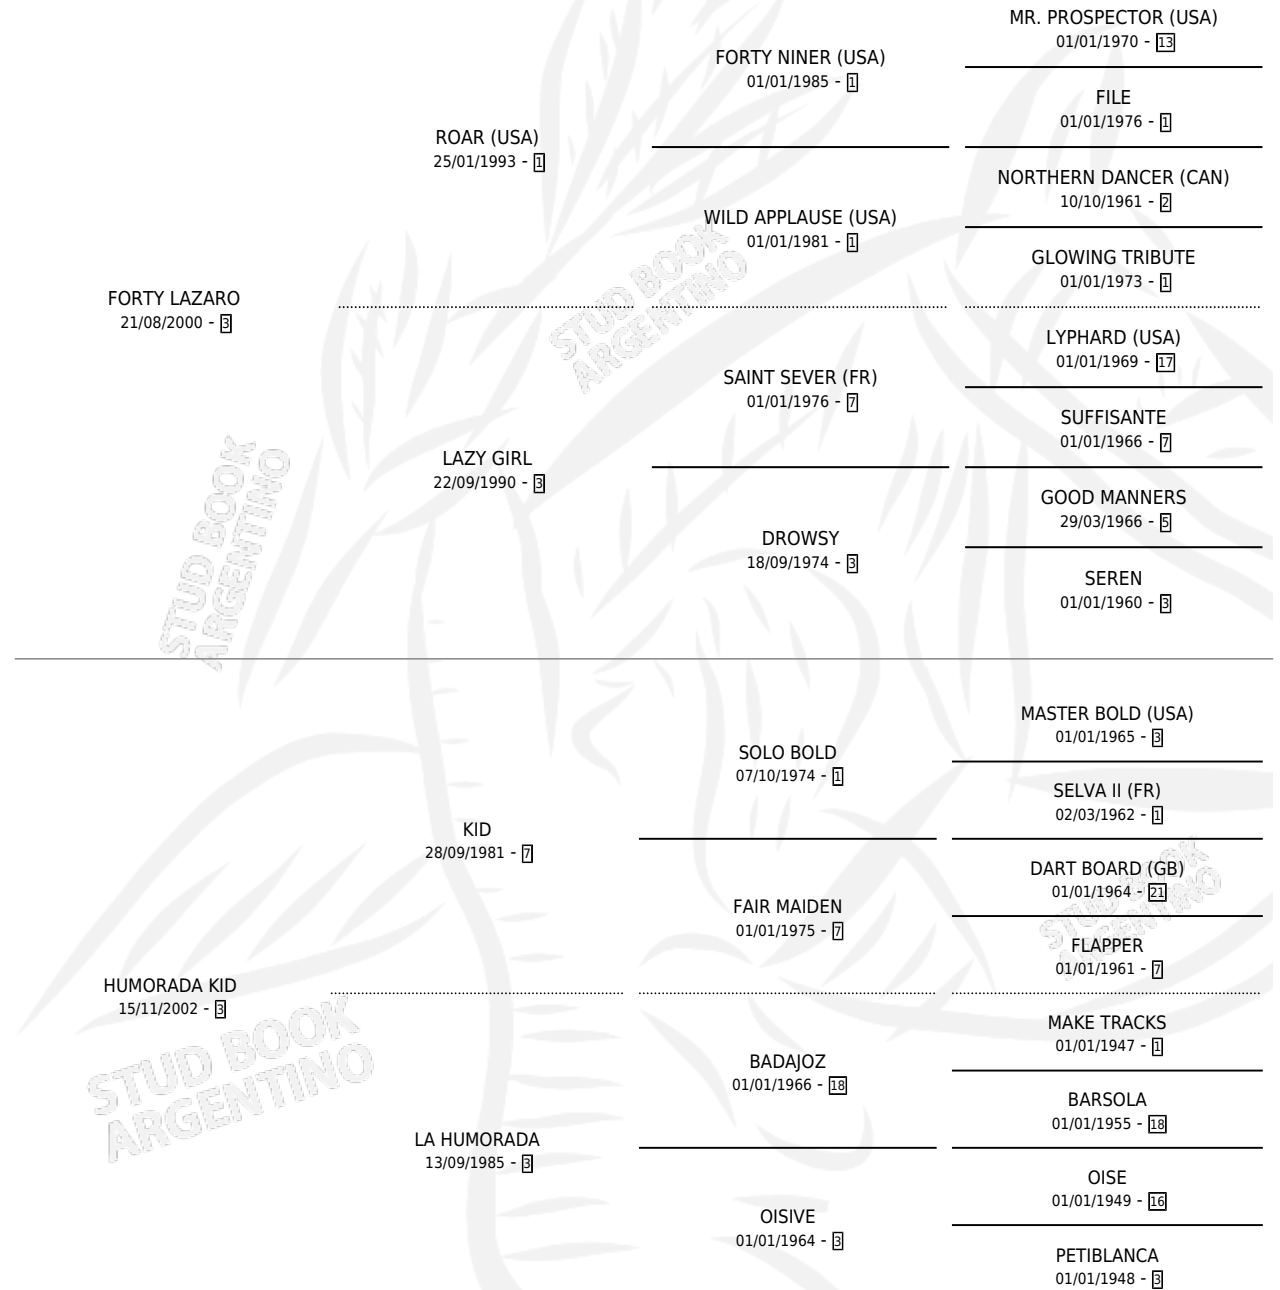 MR. PROSPECTOR (USA)
01/01/1970 - 13
FORTY NINER (USA)
01/01/1985 - 1
FILE
01/01/1976 - 1
ROAR (USA)
25/01/1993 - 1
NORTHERN DANCER (CAN)
10/10/1961 - 2
WILD APPLAUSE (USA)
01/01/1981 - 1
GLOWING TRIBUTE
01/01/1973 - 1
FORTY LAZARO
21/08/2000 - 3
STUD BOOK
ARGENTINO
LYPHARD (USA)
01/01/1969 - 17
SAINT SEVER (FR)
01/01/1976 - 7
SUFFISANTE
01/01/1966 - 7
LAZY GIRL
22/09/1990 - 3
GOOD MANNERS
29/03/1966 - 5
DROWSY
18/09/1974 - 3
SEREN
01/01/1960 - 3
STUD BOOK
ARGENTINO
MASTER BOLD (USA)
01/01/1965 - 3
SOLO BOLD
07/10/1974 - 1
SELVA II (FR)
02/03/1962 - 1
KID
28/09/1981 - 7
DART BOARD (GB)
01/01/1964 - 21
FAIR MAIDEN
01/01/1975 - 7
STUD BOOK
ARGENTINO
FLAPPER
01/01/1961 - 7
HUMORADA KID
15/11/2002 - 3
STUD BOOK
ARGENTINO
MAKE TRACKS
01/01/1947 - 1
BADAJOZ
01/01/1966 - 18
BARSOLA
01/01/1955 - 18
LA HUMORADA
13/09/1985 - 3
OISE
01/01/1949 - 16
OISIVE
01/01/1964 - 3
PETIBLANCA
01/01/1948 - 3